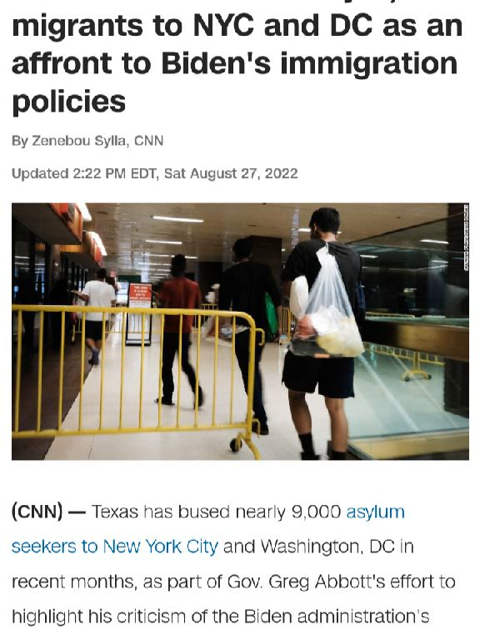 migrants to NYC and DC as an
affront to Biden's immigration
policies
By Zenebou Sylla, CNN
Updated 2:22 PM EDT, Sat August 27, 2022
(CNN) — Texas has bused nearly 9,000 asylum
seekers to New York City and Washington, DC in
recent months, as part of Gov. Greg Abbott's effort to
highlight his criticism of the Biden administration's